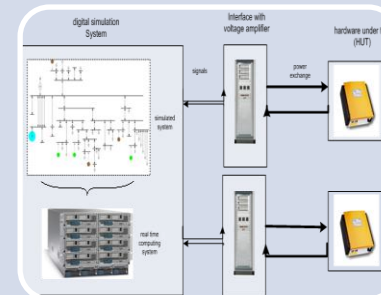 digital simulation
System
Interface with
voltage amplifier
hardware under
(HUT)
signals
power
exchange
simulated
system
real time
computing
system